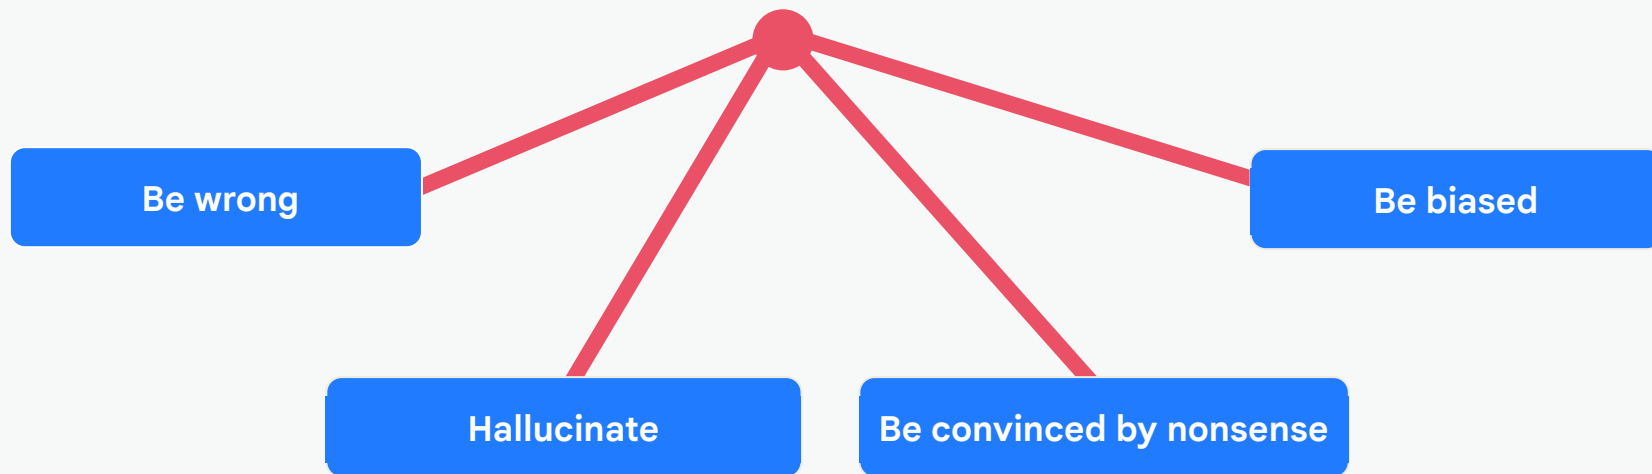 Be wrong
Be biased
Hallucinate
Be convinced by nonsense